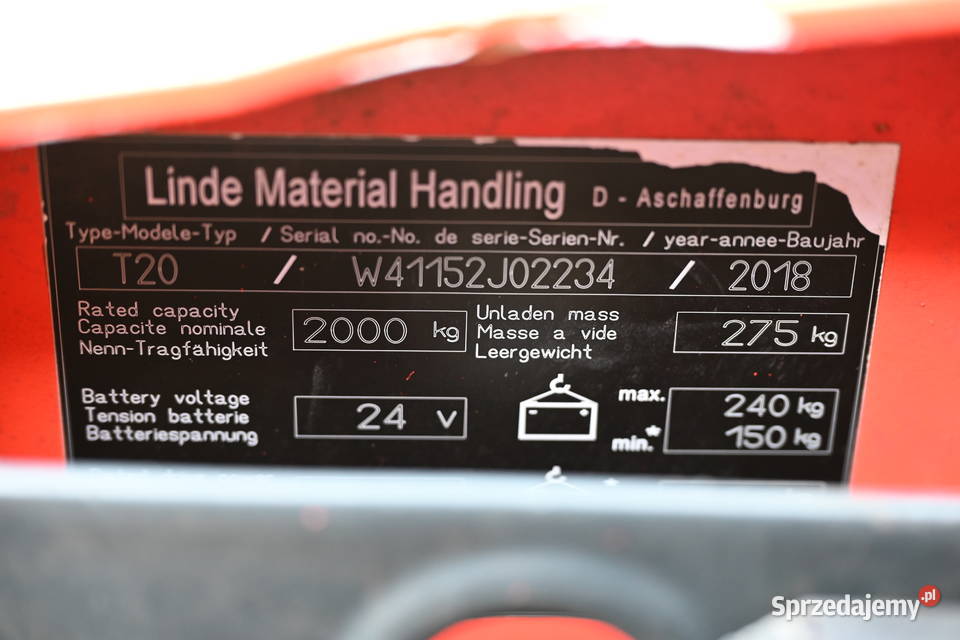 Linde Material Handling D - Aschaffenburg
Type-Modele-Typ / Serial no.-No. de serie-Serien-Nr. / year-annee-Baujahr
T20 / W41152J02234 / 2018
Rated capacity
Capacite nominale
Nenn-Tragfähigkeit
2000 kg
Unladen mass
Masse a vide
Leergewicht
275 kg
Battery voltage
Tension batterie
Batteriespannung
24 V
max. 240 kg
min.* 150 kg
Sprzedajemy.pl